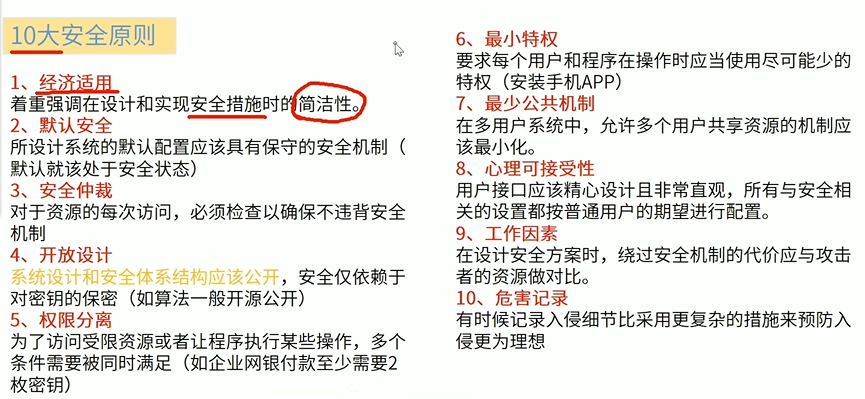 10大安全原则
1、经济适用
着重强调在设计和实现安全措施时的简洁性。
2、默认安全
所设计系统的默认配置应该具有保守的安全机制（
默认就该处于安全状态）
3、安全仲裁
对于资源的每次访问，必须检查以确保不违背安全
机制
4、开放设计
系统设计和安全体系结构应该公开，安全仅依赖于
对密钥的保密（如算法一般开源公开）
5、权限分离
为了访问受限资源或者让程序执行某些操作，多个
条件需要被同时满足（如企业网银付款至少需要2
枚密钥）
6、最小特权
要求每个用户和程序在操作时应当使用尽可能少的
特权（安装手机APP）
7、最少公共机制
在多用户系统中，允许多个用户共享资源的机制应
该最小化。
8、心理可接受性
用户接口应该精心设计且非常直观，所有与安全相
关的设置都按普通用户的期望进行配置。
9、工作因素
在设计安全方案时，绕过安全机制的代价应与攻击
者的资源做对比。
10、危害记录
有时候记录入侵细节比采用更复杂的措施来预防入
侵更为理想